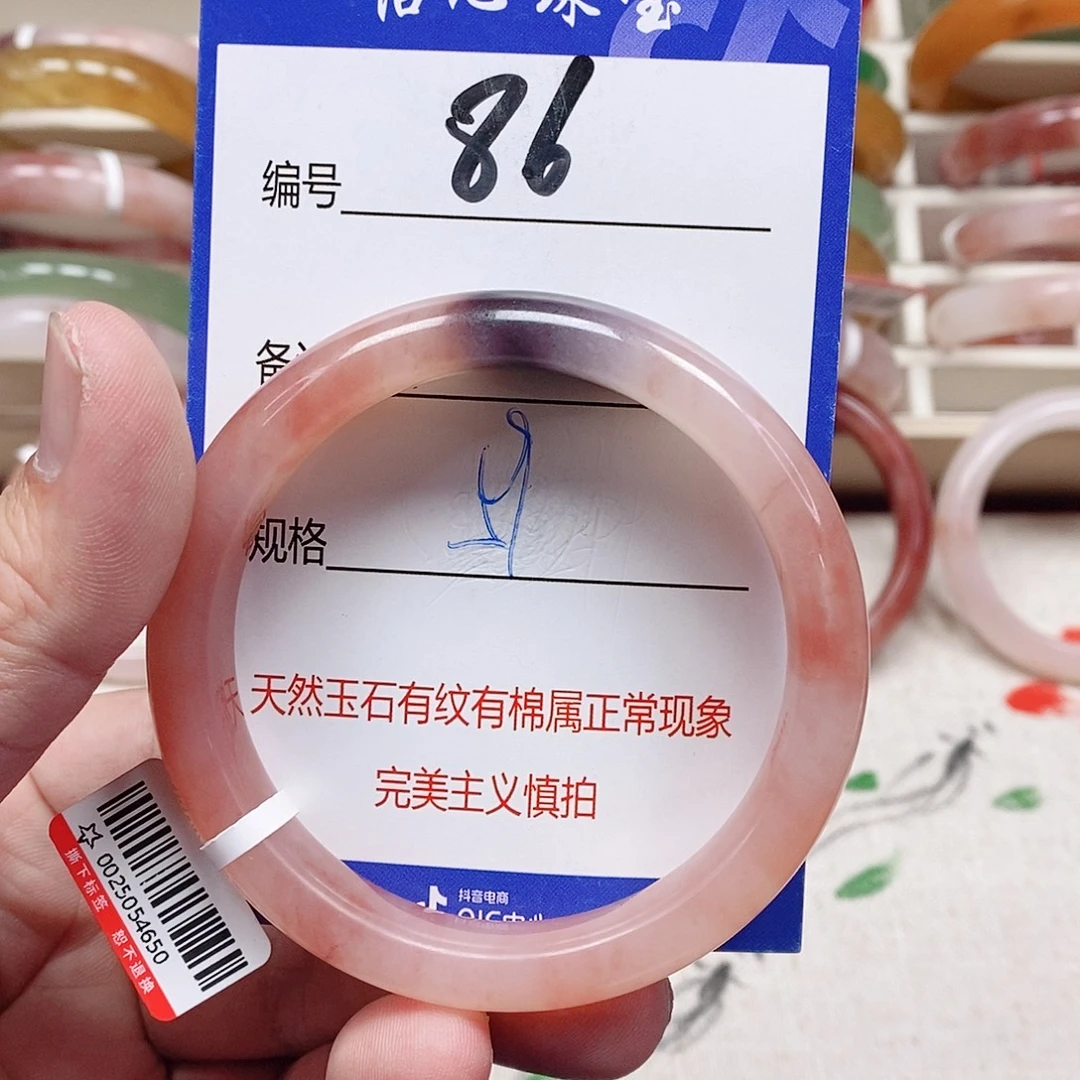 编号 86
规格
天然玉石有纹有棉属正常现象
完美主义慎拍
抖音电商
0025054650
撕下标签 恕不退换